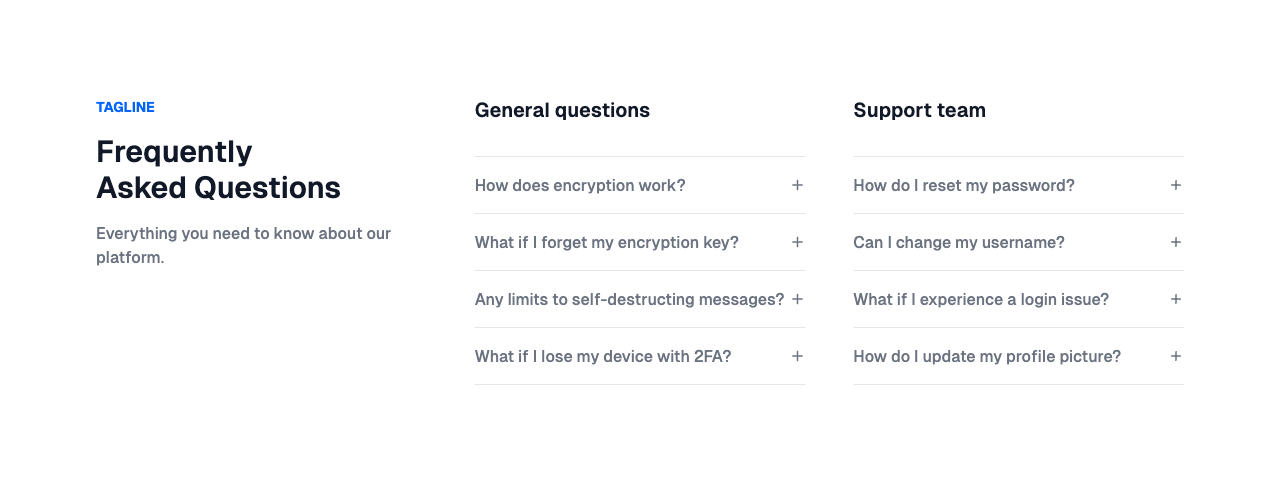 TAGLINE
Frequently
Asked Questions
Everything you need to know about our
platform.
General questions
How does encryption work?
What if I forget my encryption key?
Any limits to self-destructing messages?
What if I lose my device with 2FA?
Support team
How do I reset my password?
Can I change my username?
What if I experience a login issue?
How do I update my profile picture?